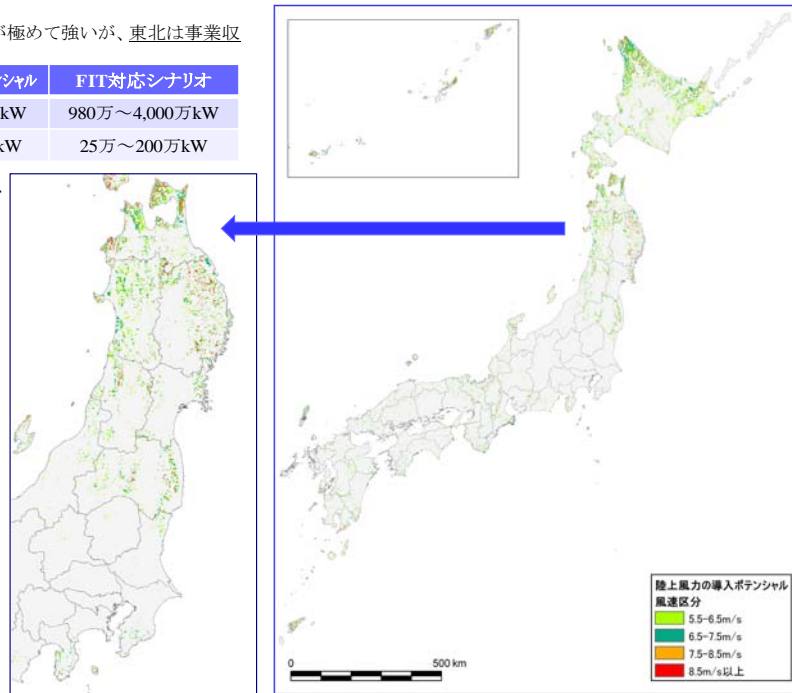 が極めて強いが、東北は事業収
ンシャル FIT対応シナリオ
kW 980万～4,000万kW
kW 25万～200万kW
陸上風力の導入ポテンシャル
風速区分
5.5-6.5m/s
6.5-7.5m/s
7.5-8.5m/s
8.5m/s以上
0 500 km